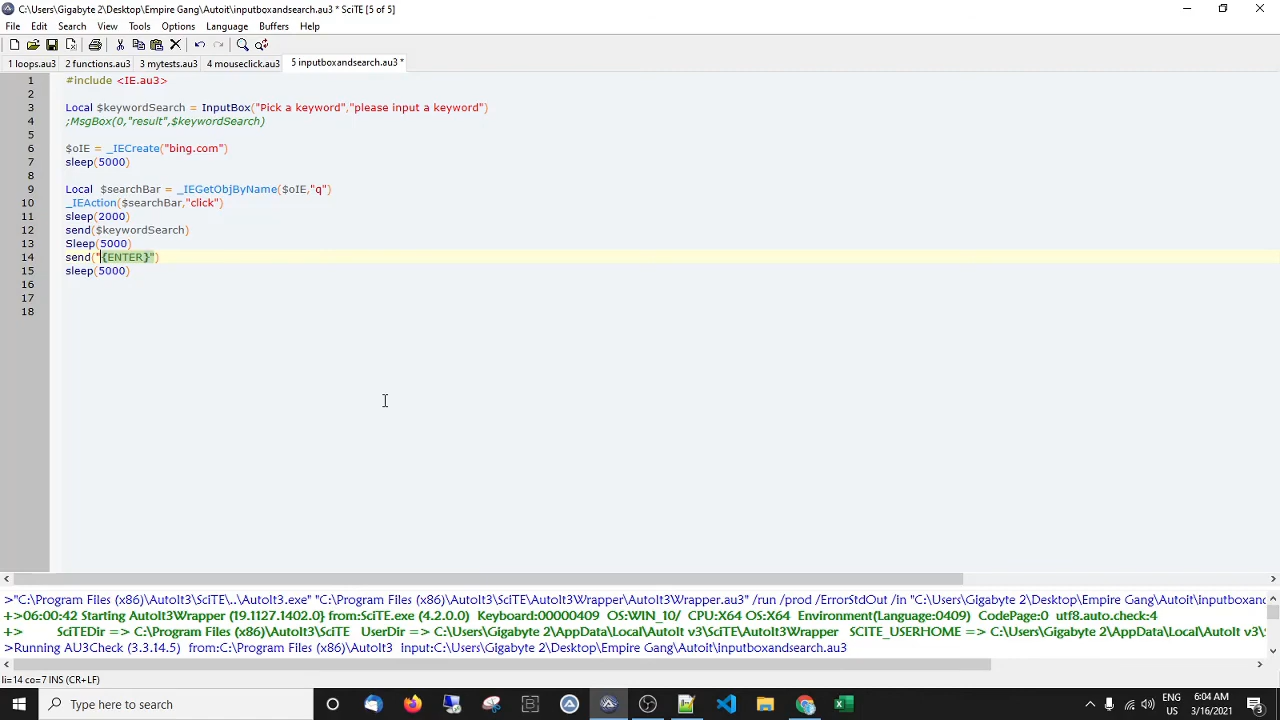 C:\Users\Gigabyte 2\Desktop\Empire Gang\Autoit\inputboxandsearch.au3 * SciTE [5 of 5]
File Edit Search View Tools Options Language Buffers Help
1 loops.au3 2 functions.au3 3 mytests.au3 4 mouseclick.au3 5 inputboxandsearch.au3 *
1 #include <IE.au3>
2
3 Local $keywordSearch = InputBox("Pick a keyword","please input a keyword")
4 ;MsgBox(0,"result",$keywordSearch)
5
6 $oIE = _IECreate("bing.com")
7 sleep(5000)
8
9 Local $searchBar = _IEGetObjByName($oIE,"q")
10 _IEAction($searchBar,"click")
11 sleep(2000)
12 send($keywordSearch)
13 Sleep(5000)
14 send("{ENTER}")
15 sleep(5000)
16
17
18
>"C:\Program Files (x86)\AutoIt3\SciTE\..\AutoIt3.exe" "C:\Program Files (x86)\AutoIt3\SciTE\AutoIt3Wrapper\AutoIt3Wrapper.au3" /run /prod /ErrorStdOut /in "C:\Users\Gigabyte 2\Desktop\Empire Gang\Autoit\inputboxandsearc
+>06:00:42 Starting AutoIt3Wrapper (19.1127.1402.0} from:SciTE.exe (4.2.0.0) Keyboard:00000409 OS:WIN_10/ CPU:X64 OS:X64 Environment(Language:0409) CodePage:0 utf8.auto.check:4
+> SciTEDir => C:\Program Files (x86)\AutoIt3\SciTE UserDir => C:\Users\Gigabyte 2\AppData\Local\AutoIt v3\SciTE\AutoIt3Wrapper SCITE_USERHOME => C:\Users\Gigabyte 2\AppData\Local\AutoIt v3\S
>Running AU3Check (3.3.14.5) from:C:\Program Files (x86)\AutoIt3 input:C:\Users\Gigabyte 2\Desktop\Empire Gang\Autoit\inputboxandsearch.au3
li=14 co=7 INS (CR+LF)
Type here to search
ENG 6:04 AM
US 3/16/2021 3